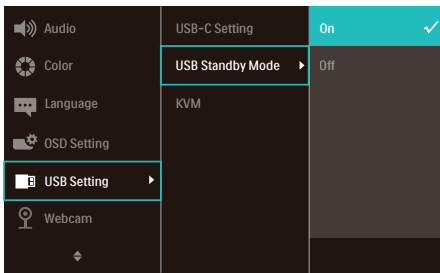 Audio
Color
Language
OSD Setting
USB Setting
Webcam
USB-C Setting
USB Standby Mode
KVM
On
Off